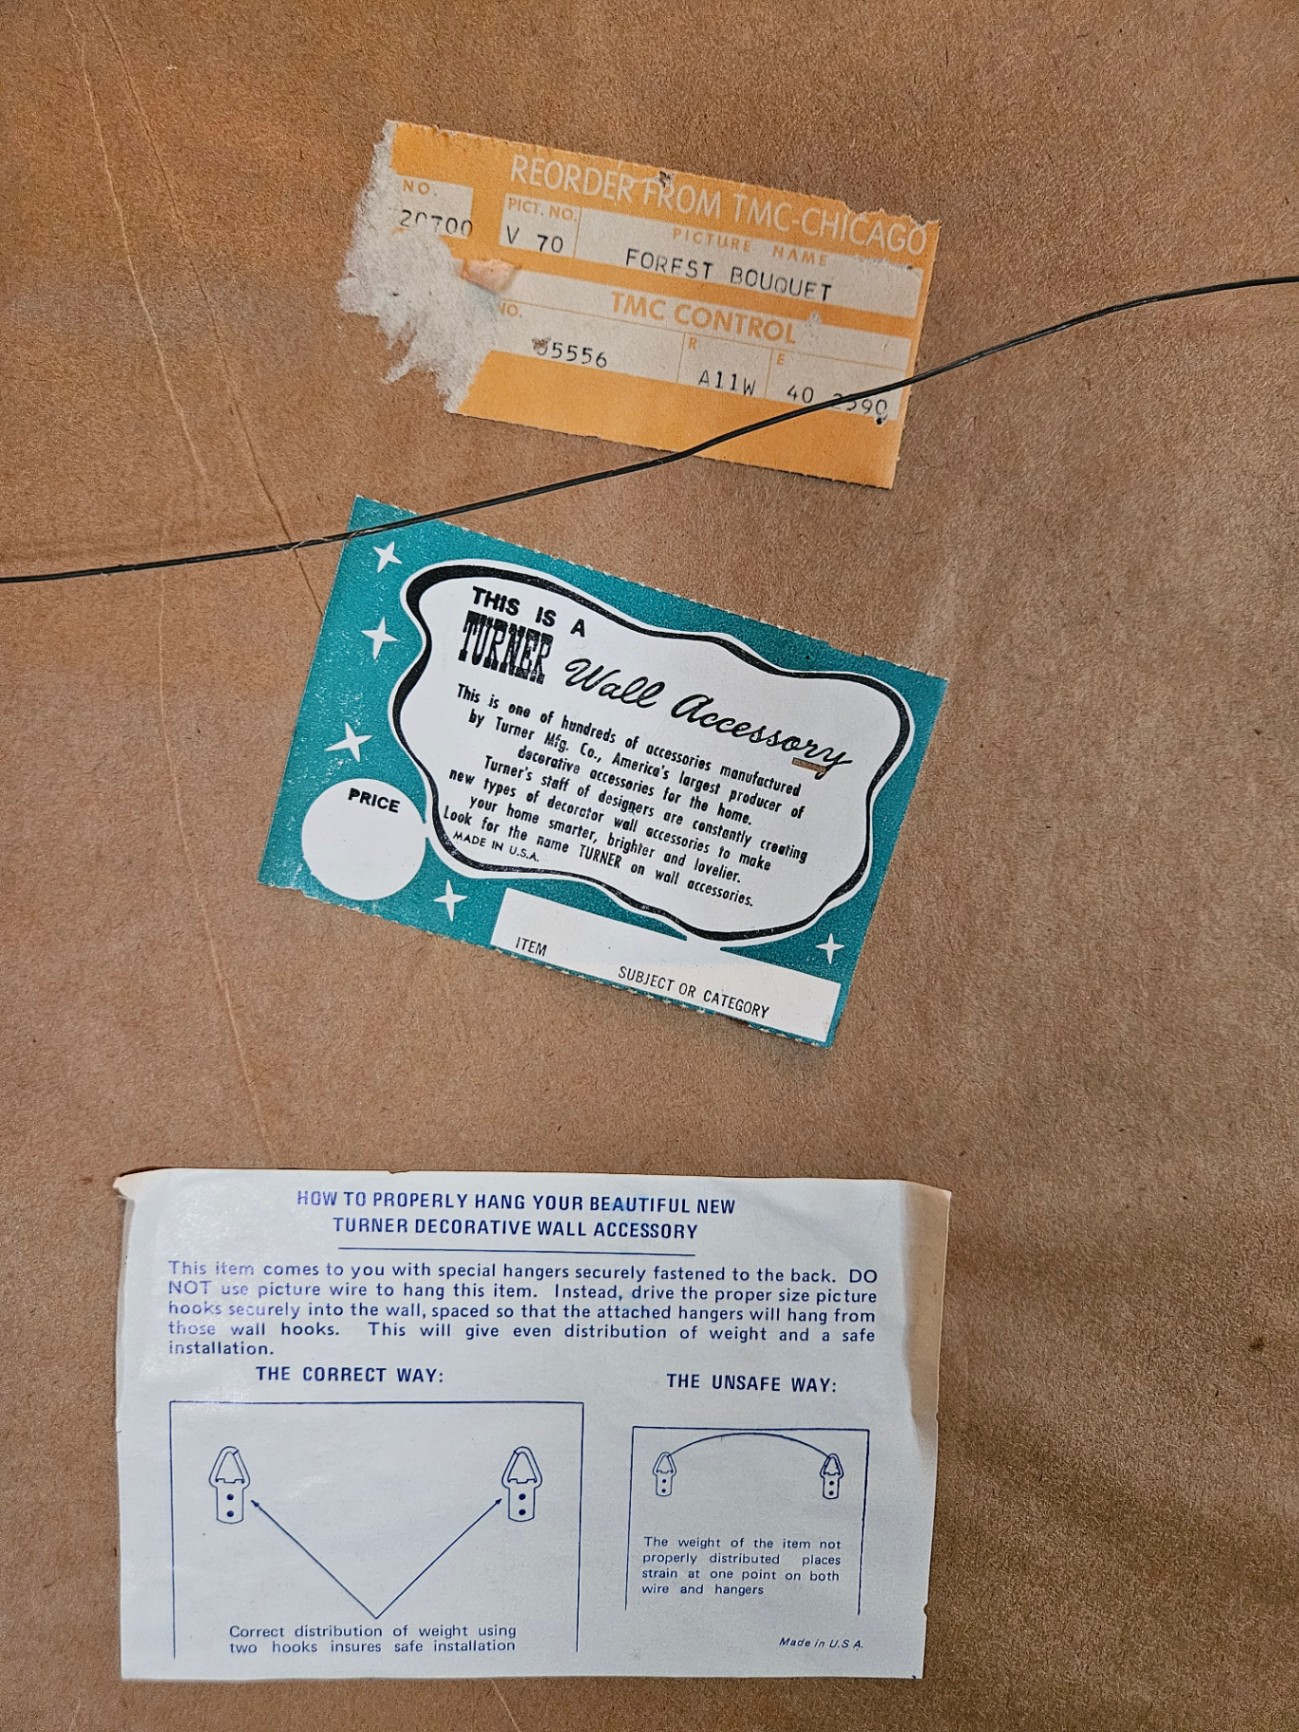 REORDER FROM TMC-CHICAGO
NO. PICT. NO. PICTURE NAME
20700 V 70 FOREST BOUQUET
TMC CONTROL
NO. R E
5556 A11W 40 2590
THIS IS A
TURNER Wall Accessory
This is one of hundreds of accessories manufactured
by Turner Mfg. Co., America's largest producer of
decorative accessories for the home.
Turner's staff of designers are constantly creating
new types of decorator wall accessories to make
your home smarter, brighter and lovelier.
Look for the name TURNER on wall accessories.
MADE IN U.S.A.
PRICE
ITEM
SUBJECT OR CATEGORY
HOW TO PROPERLY HANG YOUR BEAUTIFUL NEW
TURNER DECORATIVE WALL ACCESSORY
This item comes to you with special hangers securely fastened to the back. DO
NOT use picture wire to hang this item. Instead, drive the proper size picture
hooks securely into the wall, spaced so that the attached hangers will hang from
those wall hooks. This will give even distribution of weight and a safe
installation.
THE CORRECT WAY:
THE UNSAFE WAY:
The weight of the item not
properly distributed places
strain at one point on both
wire and hangers
Correct distribution of weight using
two hooks insures safe installation
Made in U.S.A.